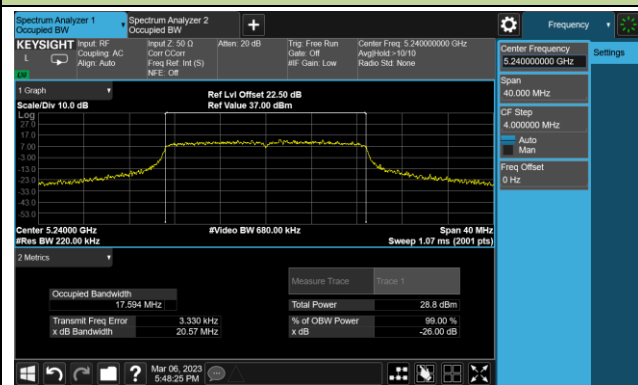 Spectrum Analyzer 1
Occupied BW
Spectrum Analyzer 2
Occupied BW
Frequency
KEYSIGHT
L
Input: RF
Coupling: AC
Align: Auto
Input Z: 50 Ω
Corr CCorr
Freq Ref: Int (S)
NFE: Off
Atten: 20 dB
Trig: Free Run
Gate: Off
#IF Gain: Low
Center Freq: 5.240000000 GHz
Avg|Hold:>10/10
Radio Std: None
Center Frequency
5.240000000 GHz
Settings
Span
40.000 MHz
CF Step
4.000000 MHz
Auto
Man
Freq Offset
0 Hz
1 Graph
Scale/Div 10.0 dB
Ref Lvl Offset 22.50 dB
Ref Value 37.00 dBm
Log
27.0
17.0
7.00
-3.00
-13.0
-23.0
-33.0
-43.0
-53.0
Center 5.24000 GHz
#Res BW 220.00 kHz
#Video BW 680.00 kHz
Span 40 MHz
Sweep 1.07 ms (2001 pts)
2 Metrics
Measure Trace
Trace 1
Occupied Bandwidth
17.594 MHz
Total Power
28.8 dBm
Transmit Freq Error
3.330 kHz
% of OBW Power
99.00 %
x dB Bandwidth
20.57 MHz
x dB
-26.00 dB
?
Mar 06, 2023
5:48:25 PM